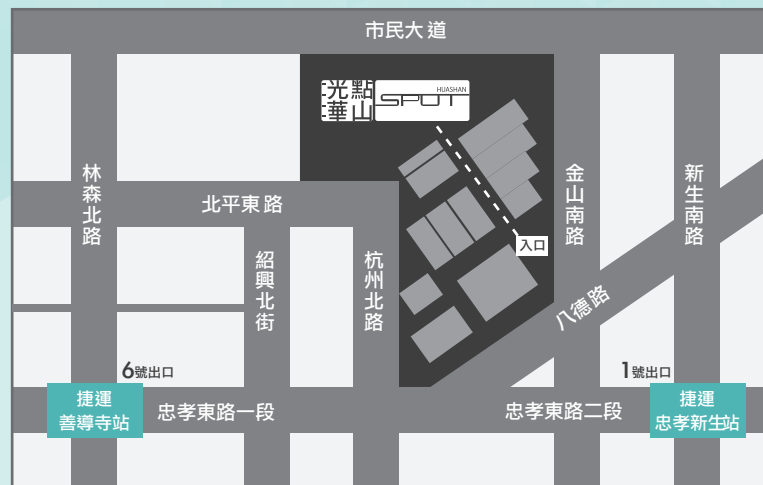 市民大道
光點
華山
HUASHAN
SPOT
林森北路
北平東路
紹興北街
杭州北路
入口
金山南路
新生南路
八德路
6號出口
捷運
善導寺站
忠孝東路一段
忠孝東路二段
1號出口
捷運
忠孝新生站